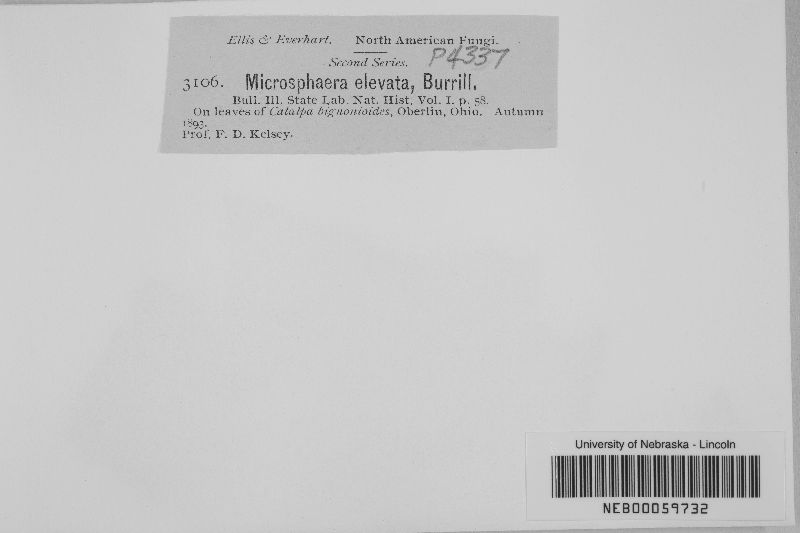 Ellis & Everhart. North American Fungi.
Second Series.
P4337
3106. Microsphaera elevata, Burrill.
Bull. Ill. State Lab. Nat. Hist. Vol. I. p. 58.
On leaves of Catalpa bignonioides, Oberlin, Ohio. Autumn
1893.
Prof. F. D. Kelsey.
University of Nebraska - Lincoln
NEB00059732